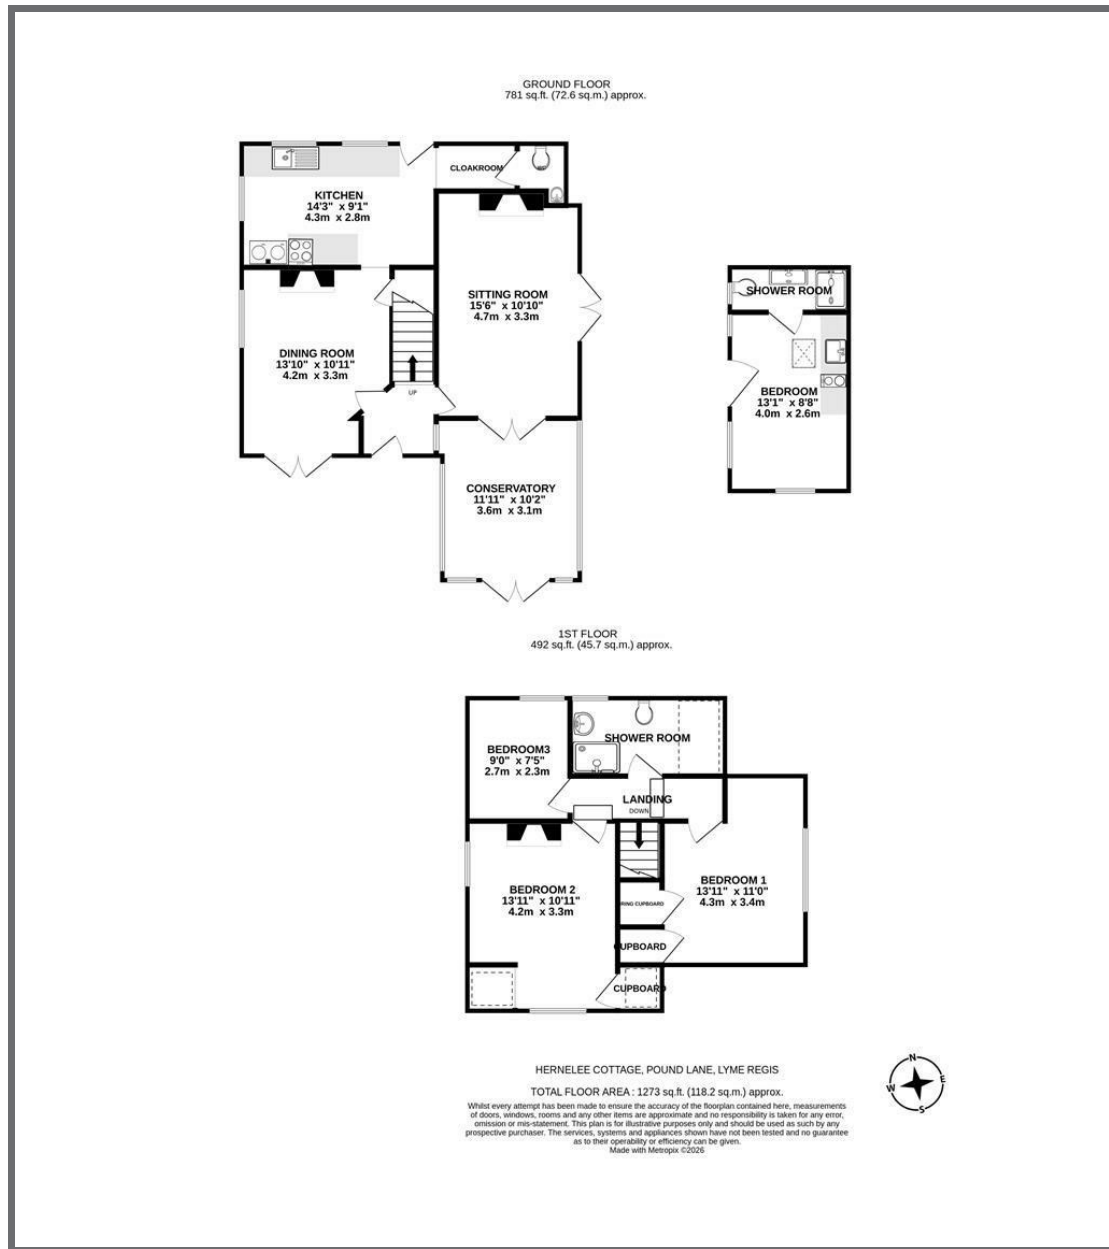 GROUND FLOOR
781 sq.ft. (72.6 sq.m.) approx.
CLOAKROOM
KITCHEN
14'3" x 9'1"
4.3m x 2.8m
SITTING ROOM
15'6" x 10'10"
4.7m x 3.3m
DINING ROOM
13'10" x 10'11"
4.2m x 3.3m
UP
CONSERVATORY
11'11" x 10'2"
3.6m x 3.1m
SHOWER ROOM
BEDROOM
13'1" x 8'8"
4.0m x 2.6m
1ST FLOOR
492 sq.ft. (45.7 sq.m.) approx.
BEDROOM3
9'0" x 7'5"
2.7m x 2.3m
SHOWER ROOM
LANDING
DOWN
BEDROOM 2
13'11" x 10'11"
4.2m x 3.3m
BEDROOM 1
13'11" x 11'0"
4.3m x 3.4m
RING CUPBOARD
CUPBOARD
CUPBOARD
HERNELEE COTTAGE, POUND LANE, LYME REGIS
TOTAL FLOOR AREA : 1273 sq.ft. (118.2 sq.m.) approx.
Whilst every attempt has been made to ensure the accuracy of the floorplan contained here, measurements
of doors, windows, rooms and any other items are approximate and no responsibility is taken for any error,
omission or mis-statement. This plan is for illustrative purposes only and should be used as such by any
prospective purchaser. The services, systems and appliances shown have not been tested and no guarantee
as to their operability or efficiency can be given.
Made with Metropix ©2026
N
E
S
W